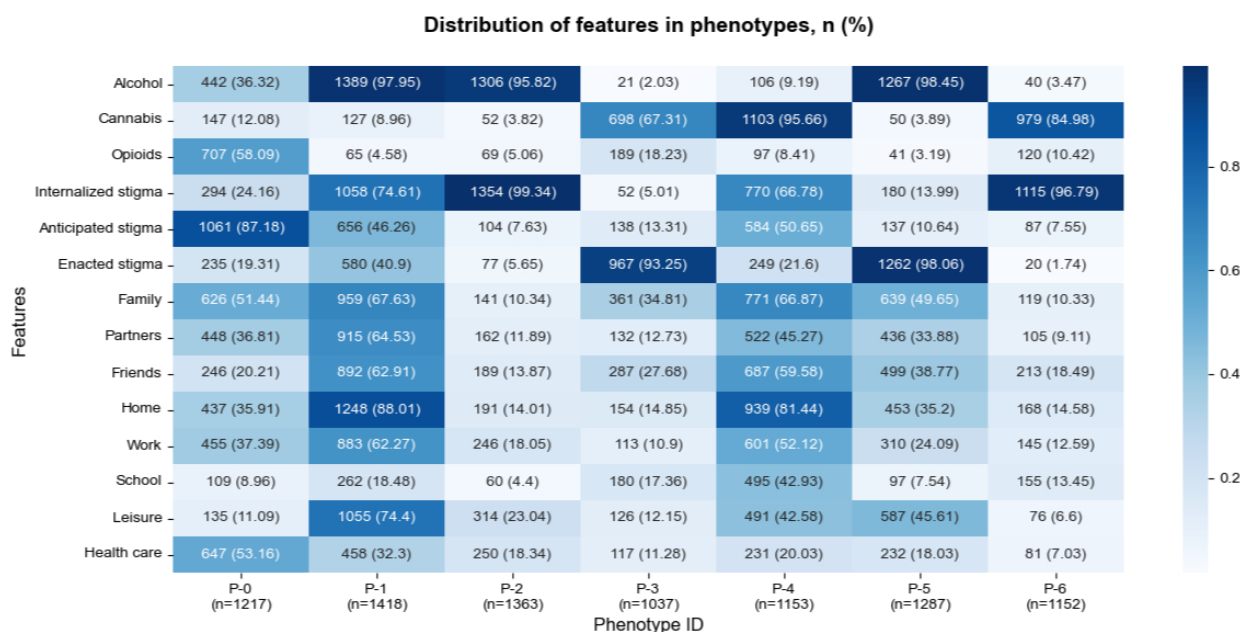 Distribution of features in phenotypes, n (%)
Features
Alcohol 442 (36.32) 1389 (97.95) 1306 (95.82) 21 (2.03) 106 (9.19) 1267 (98.45) 40 (3.47)
Cannabis 147 (12.08) 127 (8.96) 52 (3.82) 698 (67.31) 1103 (95.66) 50 (3.89) 979 (84.98)
Opioids 707 (58.09) 65 (4.58) 69 (5.06) 189 (18.23) 97 (8.41) 41 (3.19) 120 (10.42)
Internalized stigma 294 (24.16) 1058 (74.61) 1354 (99.34) 52 (5.01) 770 (66.78) 180 (13.99) 1115 (96.79)
Anticipated stigma 1061 (87.18) 656 (46.26) 104 (7.63) 138 (13.31) 584 (50.65) 137 (10.64) 87 (7.55)
Enacted stigma 235 (19.31) 580 (40.9) 77 (5.65) 967 (93.25) 249 (21.6) 1262 (98.06) 20 (1.74)
Family 626 (51.44) 959 (67.63) 141 (10.34) 361 (34.81) 771 (66.87) 639 (49.65) 119 (10.33)
Partners 448 (36.81) 915 (64.53) 162 (11.89) 132 (12.73) 522 (45.27) 436 (33.88) 105 (9.11)
Friends 246 (20.21) 892 (62.91) 189 (13.87) 287 (27.68) 687 (59.58) 499 (38.77) 213 (18.49)
Home 437 (35.91) 1248 (88.01) 191 (14.01) 154 (14.85) 939 (81.44) 453 (35.2) 168 (14.58)
Work 455 (37.39) 883 (62.27) 246 (18.05) 113 (10.9) 601 (52.12) 310 (24.09) 145 (12.59)
School 109 (8.96) 262 (18.48) 60 (4.4) 180 (17.36) 495 (42.93) 97 (7.54) 155 (13.45)
Leisure 135 (11.09) 1055 (74.4) 314 (23.04) 126 (12.15) 491 (42.58) 587 (45.61) 76 (6.6)
Health care 647 (53.16) 458 (32.3) 250 (18.34) 117 (11.28) 231 (20.03) 232 (18.03) 81 (7.03)
P-0 P-1 P-2 P-3 P-4 P-5 P-6
(n=1217) (n=1418) (n=1363) (n=1037) (n=1153) (n=1287) (n=1152)
Phenotype ID
0.8
0.6
0.4
0.2